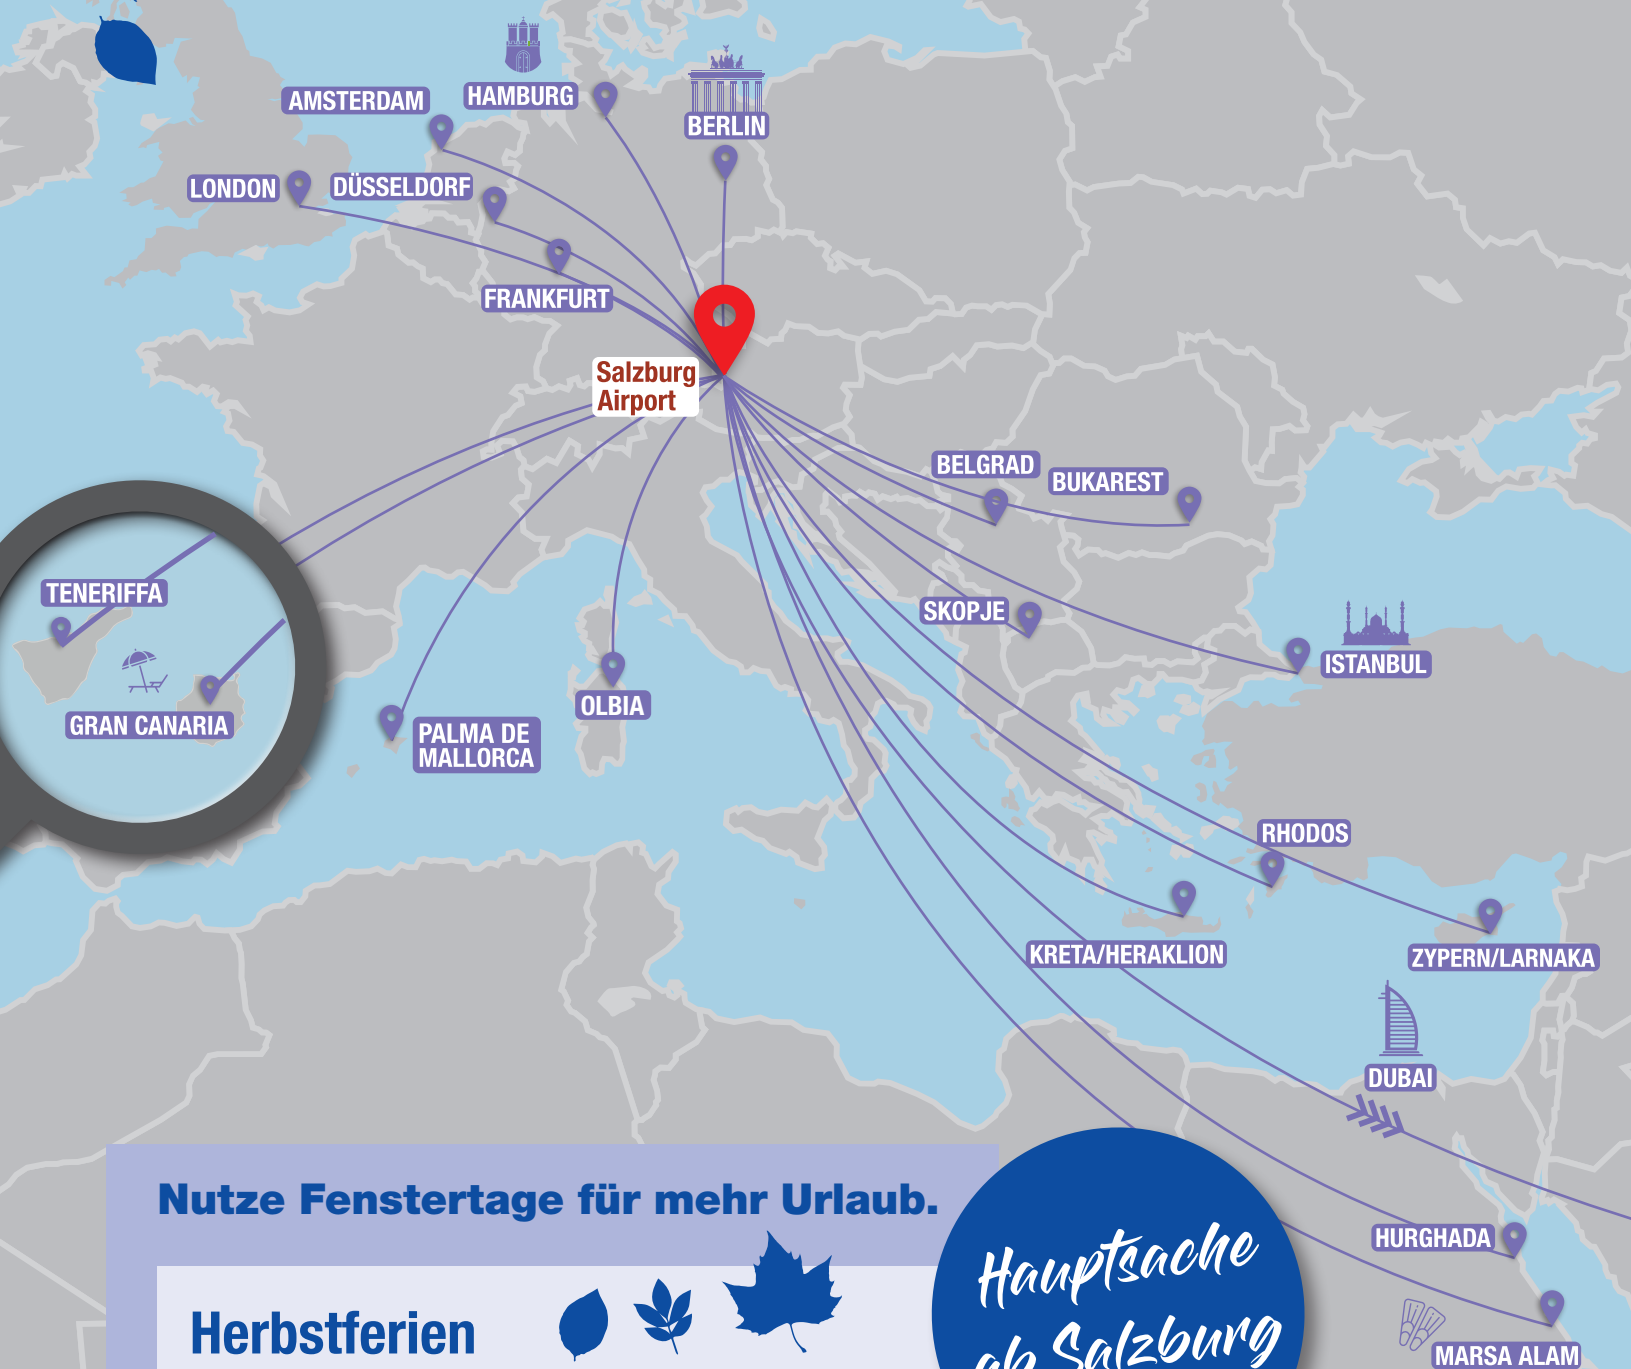 HAMBURG
AMSTERDAM
BERLIN
LONDON
DÜSSELDORF
FRANKFURT
Salzburg
Airport
BELGRAD
BUKAREST
TENERIFFA
SKOPJE
ISTANBUL
OLBIA
GRAN CANARIA
PALMA DE
MALLORCA
RHODOS
KRETA/HERAKLION
ZYPERN/LARNAKA
DUBAI
Nutze Fenstertage für mehr Urlaub.
HURGHADA
Hauptsache
ab Salzburg
Herbstferien
MARSA ALAM